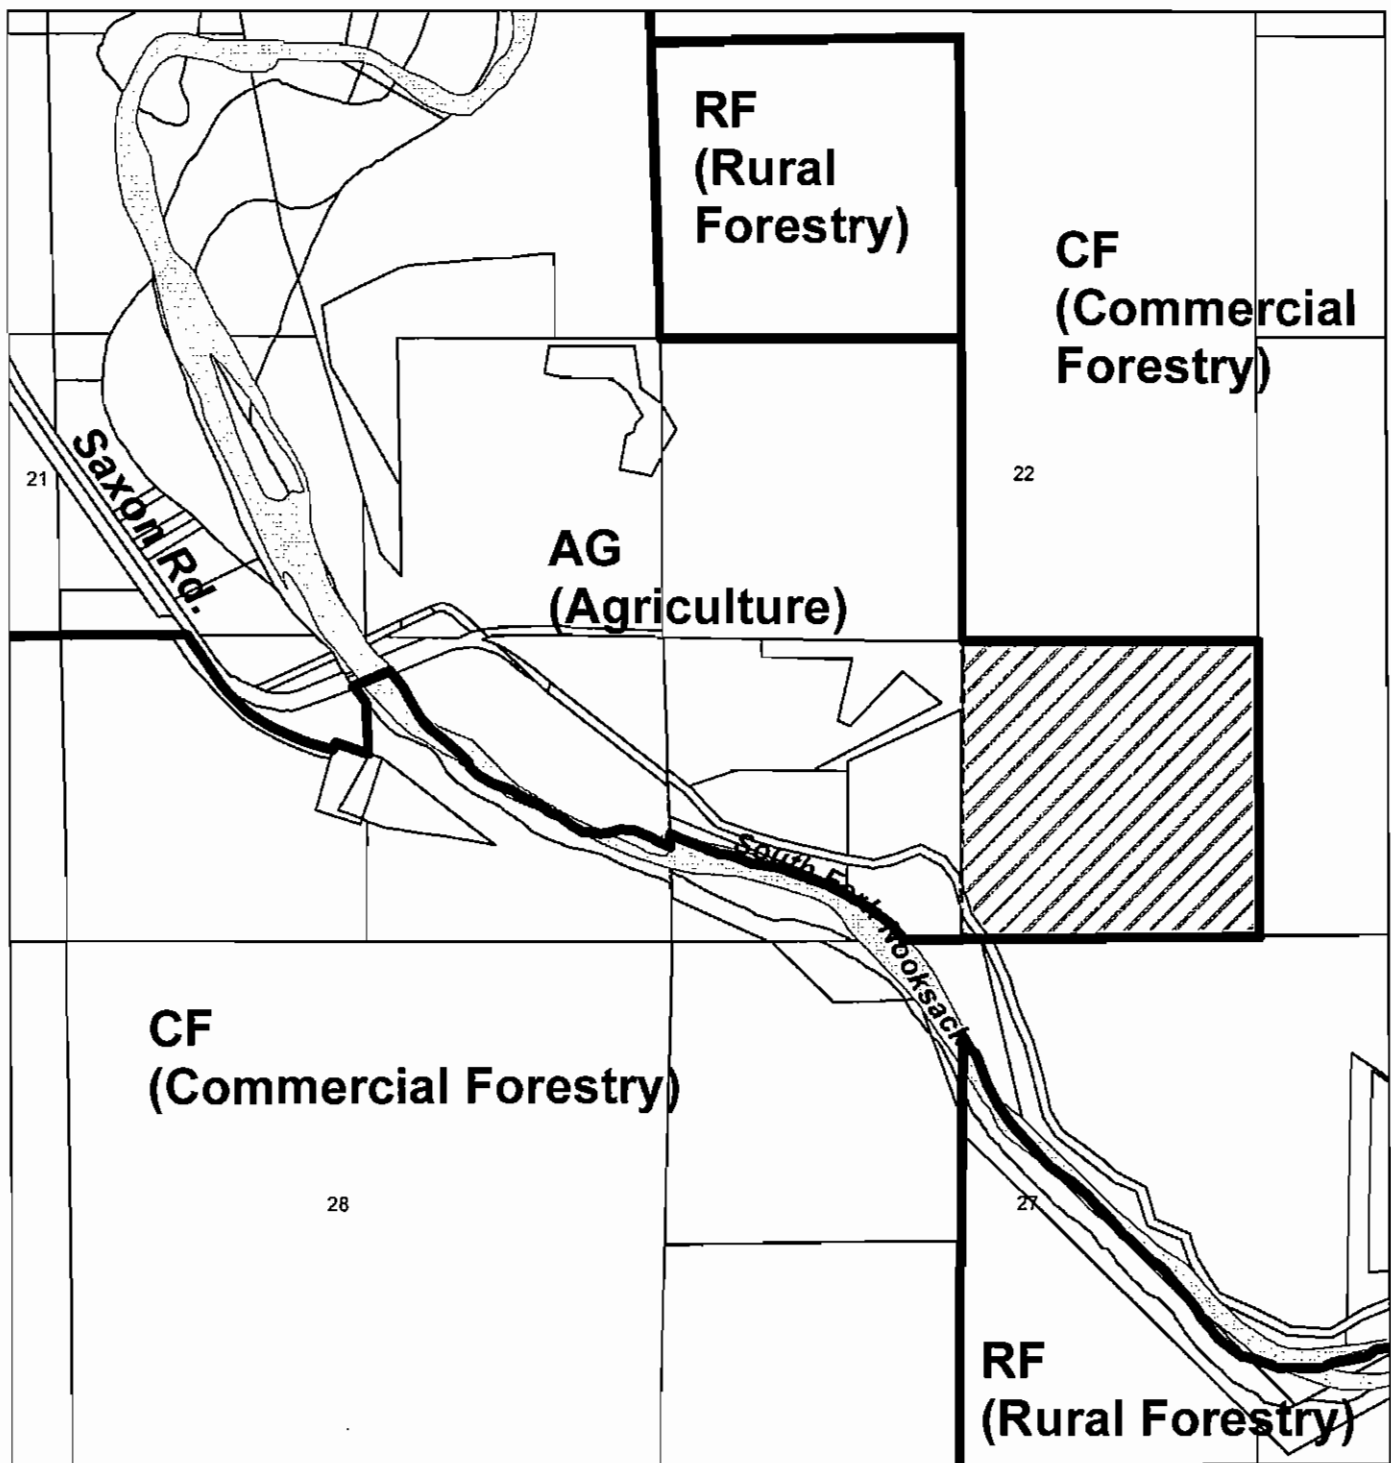 RF
(Rural
Forestry)
CF
(Commercial
Forestry)
Saxon Rd.
21
22
AG
(Agriculture)
South Fork Nooksack
CF
(Commercial Forestry)
28
27
RF
(Rural Forestry)